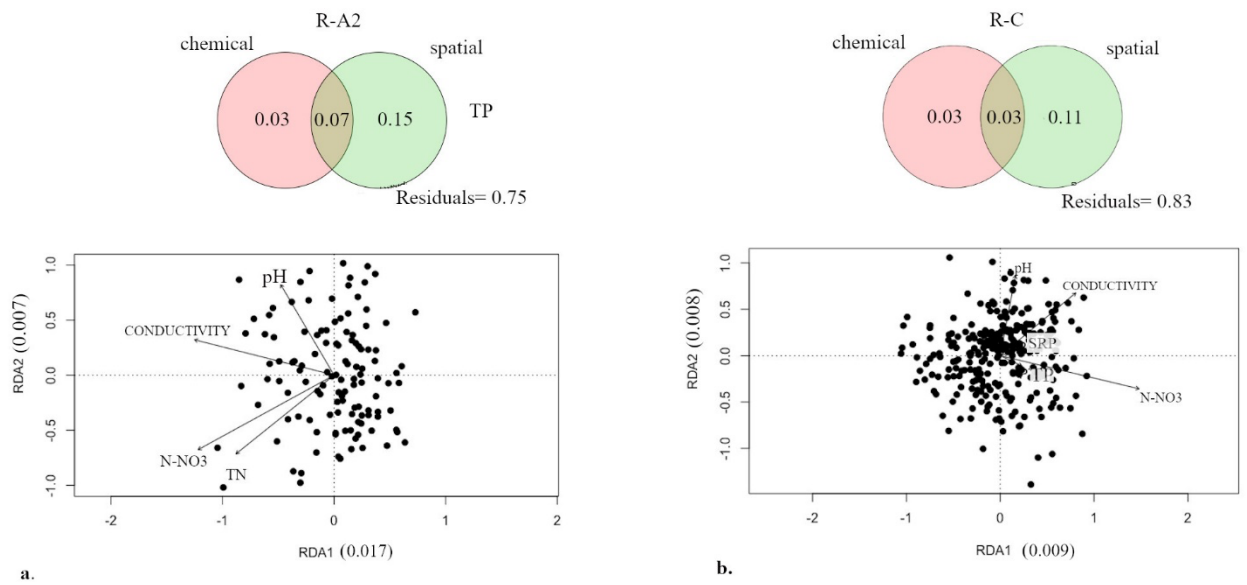 R-A2
chemical
spatial
0.03
0.07
0.15
TP
Residuals= 0.75
1.0
0.5
0.0
-0.5
-1.0
RDA2 (0.007)
pH
CONDUCTIVITY
N-NO3
TN
-2
-1
0
1
2
RDA1 (0.017)
a.
R-C
chemical
spatial
0.03
0.03
0.11
Residuals= 0.83
1.0
0.5
0.0
-0.5
-1.0
RDA2 (0.008)
pH
CONDUCTIVITY
SRP
TP
N-NO3
-2
-1
0
1
2
RDA1 (0.009)
b.